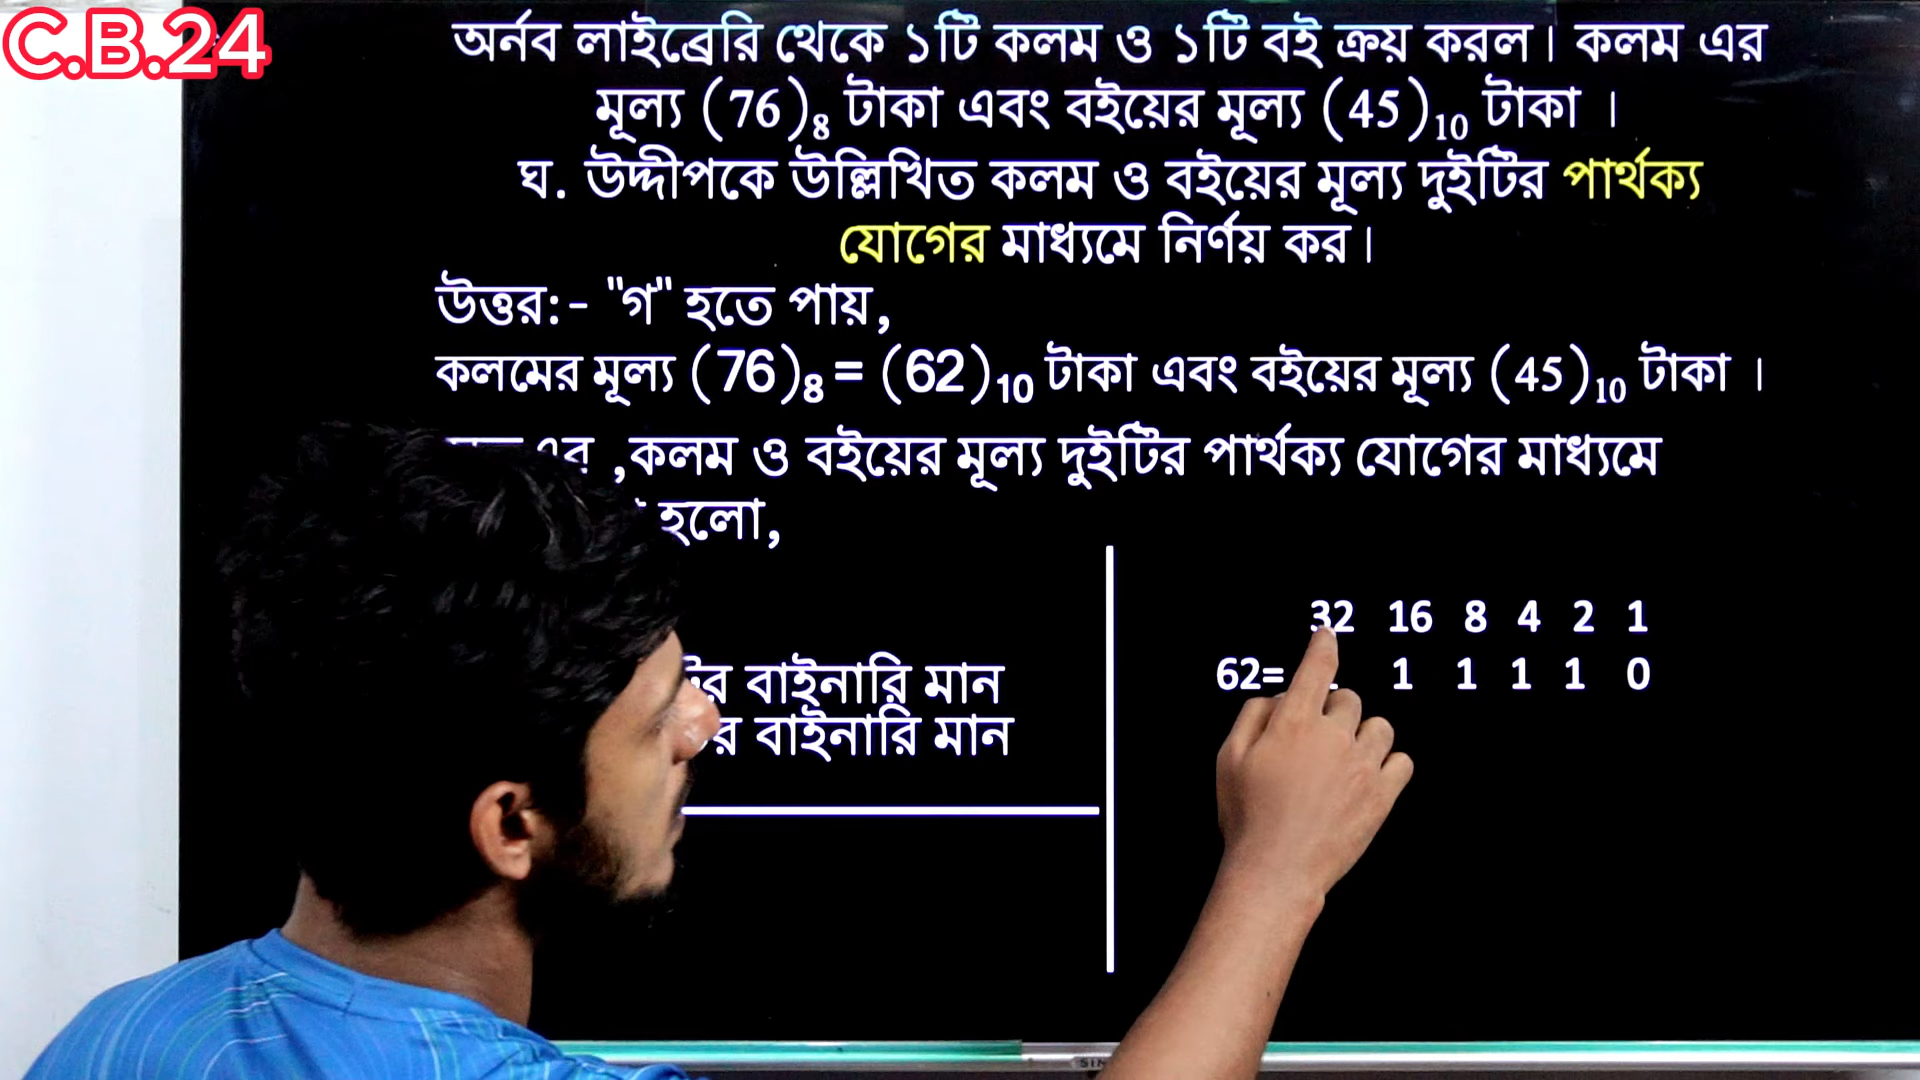 C.B.24
অর্নব লাইব্রেরি থেকে ১টি কলম ও ১টি বই ক্রয় করল। কলম এর
মূল্য (76)₈ টাকা এবং বইয়ের মূল্য (45)₁₀ টাকা ।
ঘ. উদ্দীপকে উল্লিখিত কলম ও বইয়ের মূল্য দুইটির পার্থক্য
যোগের মাধ্যমে নির্ণয় কর।
উত্তর:- "গ" হতে পায়,
কলমের মূল্য (76)₈ = (62)₁₀ টাকা এবং বইয়ের মূল্য (45)₁₀ টাকা ।
এর ,কলম ও বইয়ের মূল্য দুইটির পার্থক্য যোগের মাধ্যমে
হলো,
বাইনারি মান
বাইনারি মান
32 16 8 4 2 1
62= 1 1 1 1 0